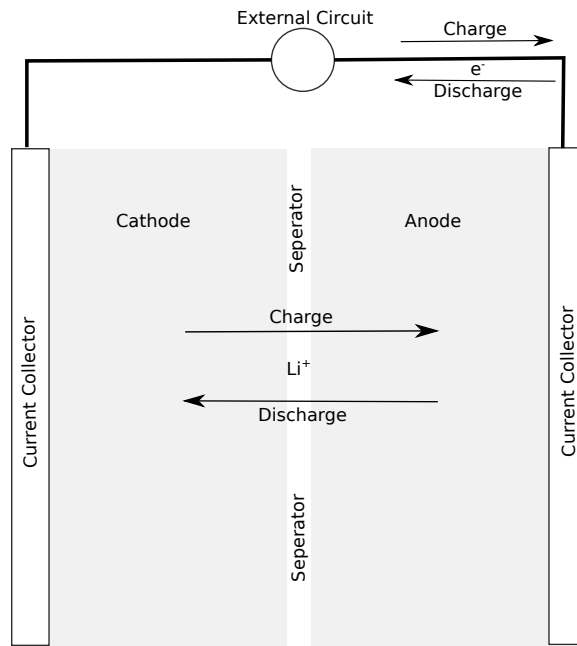 External Circuit
Charge
e-
Discharge
Cathode
Seperator
Anode
Charge
Li+
Discharge
Current Collector
Current Collector
Seperator